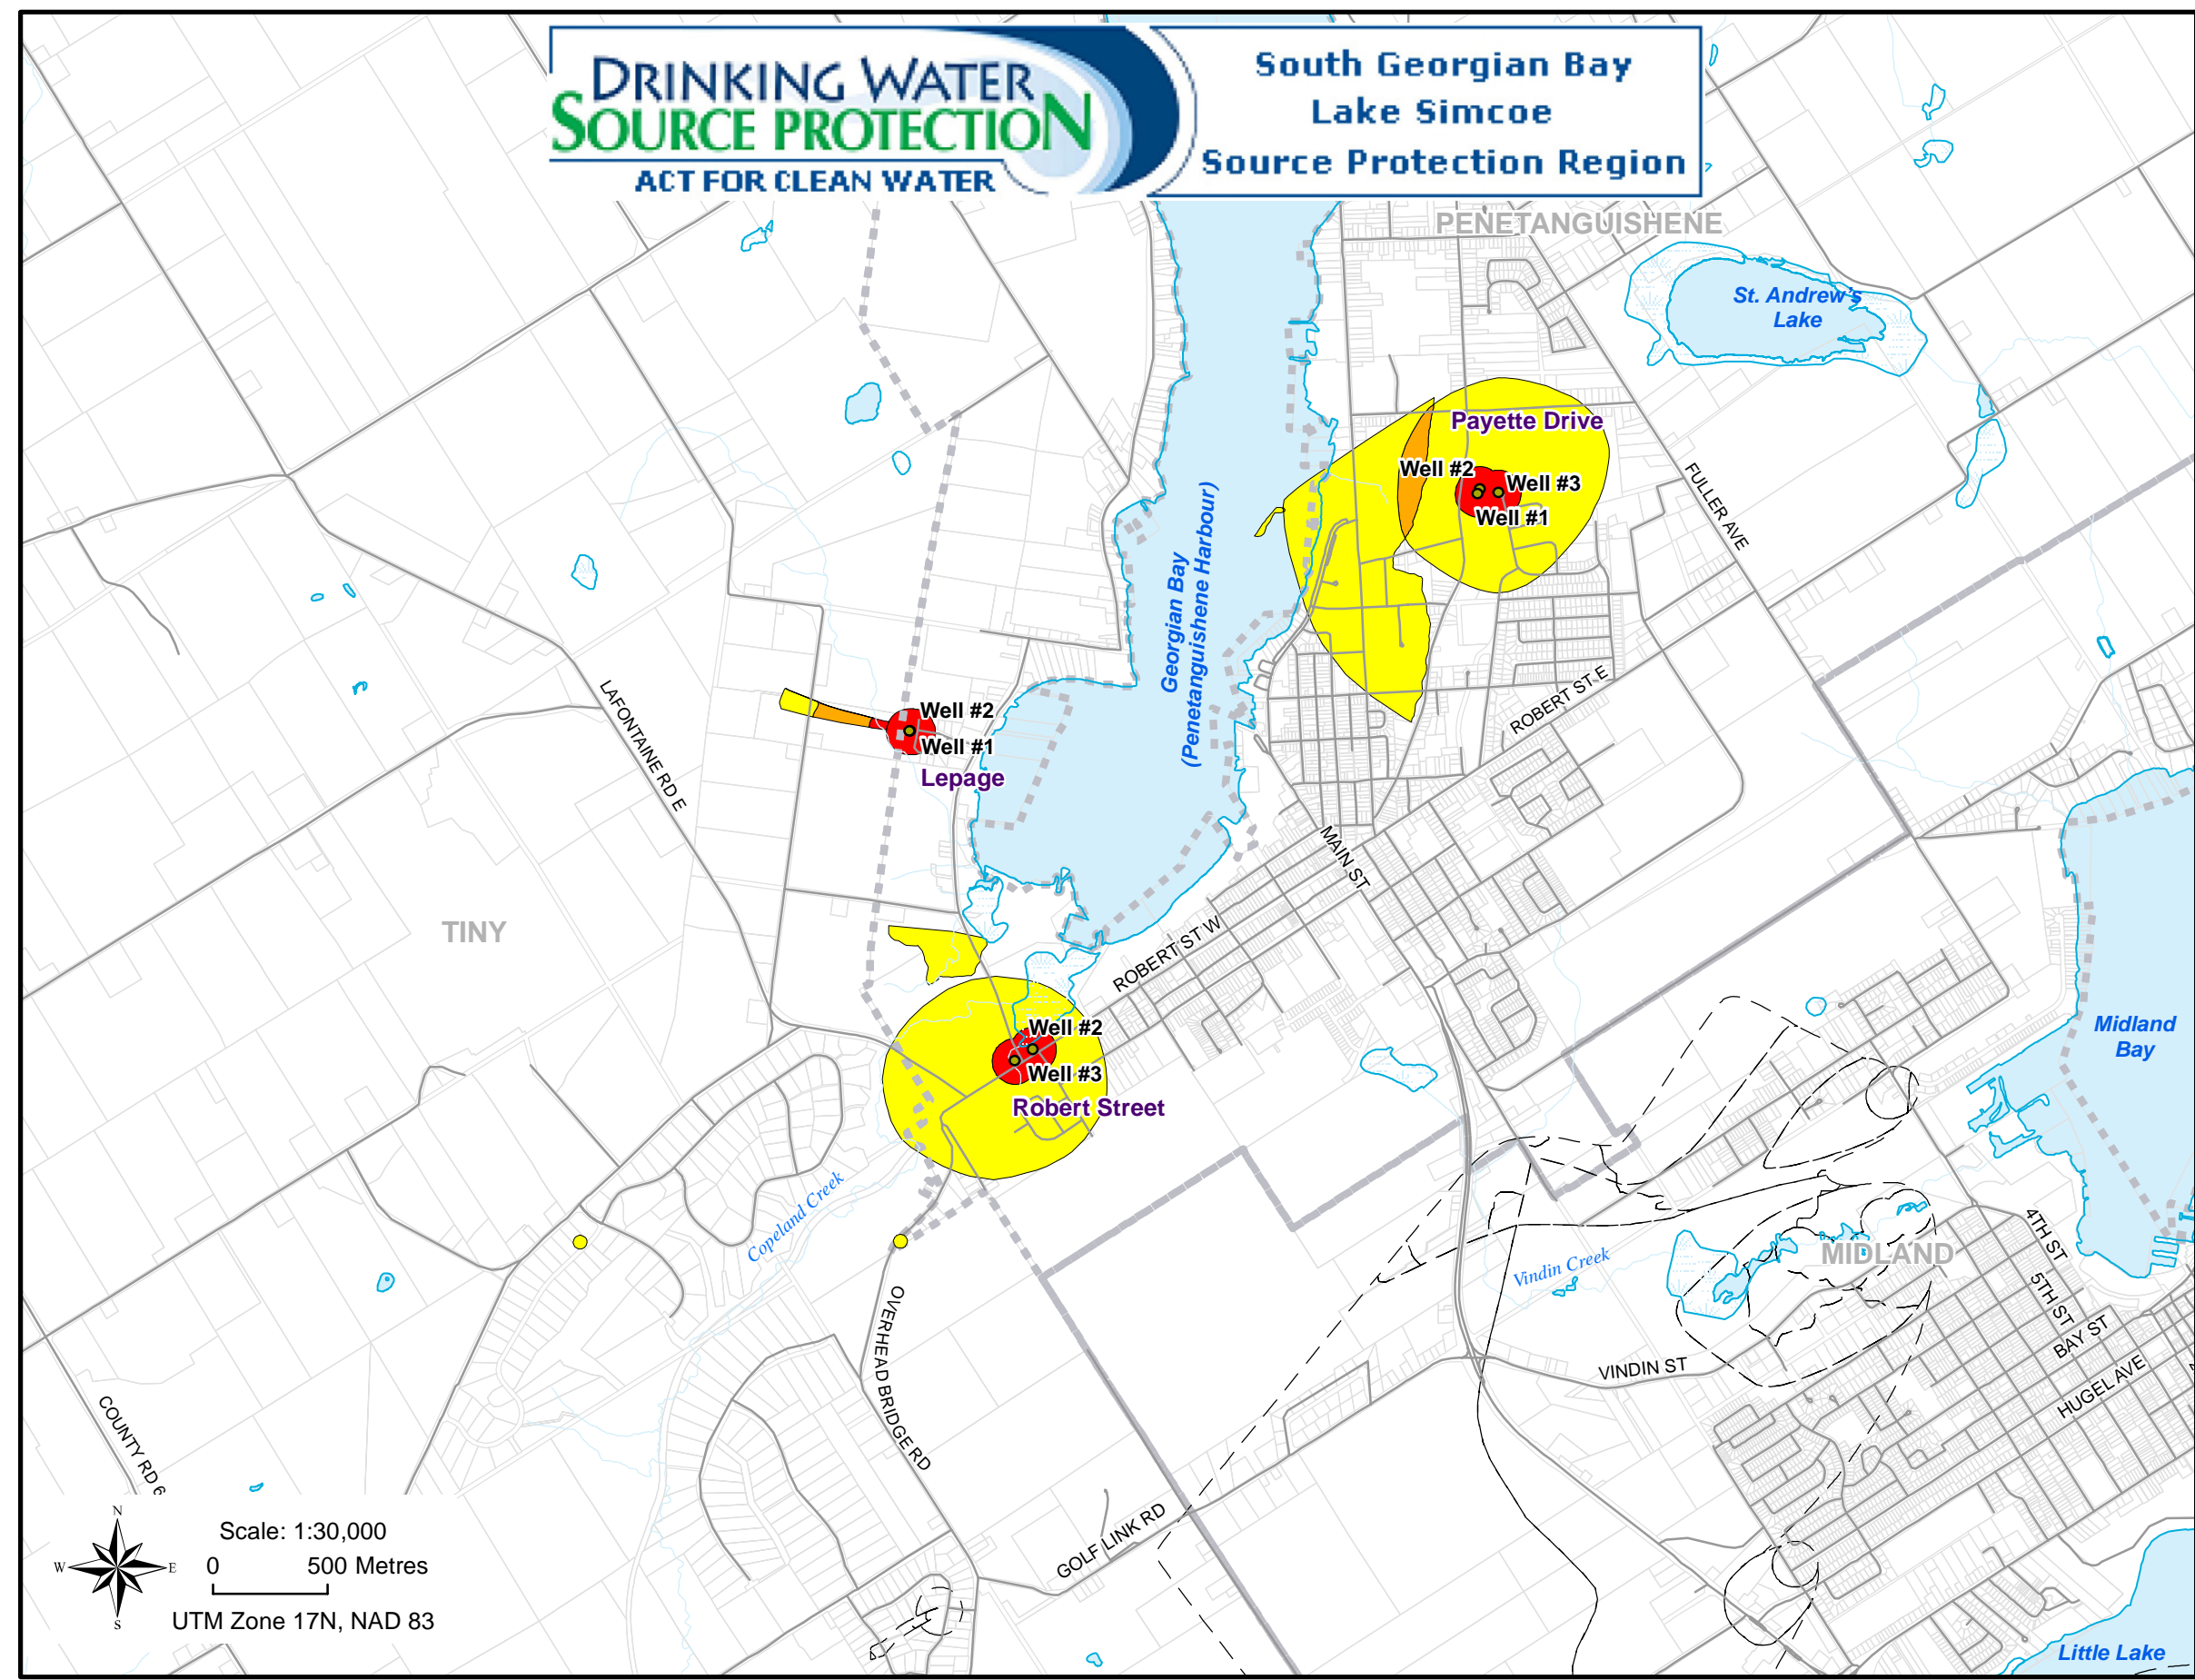 DRINKING WATER
SOURCE PROTECTION
ACT FOR CLEAN WATER
South Georgian Bay
Lake Simcoe
Source Protection Region
PENETANGUISHENE
St. Andrew's
Lake
Payette Drive
Well #2
Well #3
Well #1
FULLER AVE
Georgian Bay
(Penetanguishene Harbour)
LAFONTAINE RD E
Well #2
Well #1
Lepage
ROBERT ST E
MAIN ST
TINY
ROBERT ST W
Well #2
Well #3
Robert Street
Midland
Bay
Copeland Creek
Vindin Creek
MIDLAND
4TH ST
5TH ST
BAY ST
HUGEL AVE
VINDIN ST
OVERHEAD BRIDGE RD
COUNTY RD 6
GOLF LINK RD
N
W
E
S
Scale: 1:30,000
0 500 Metres
UTM Zone 17N, NAD 83
Little Lake